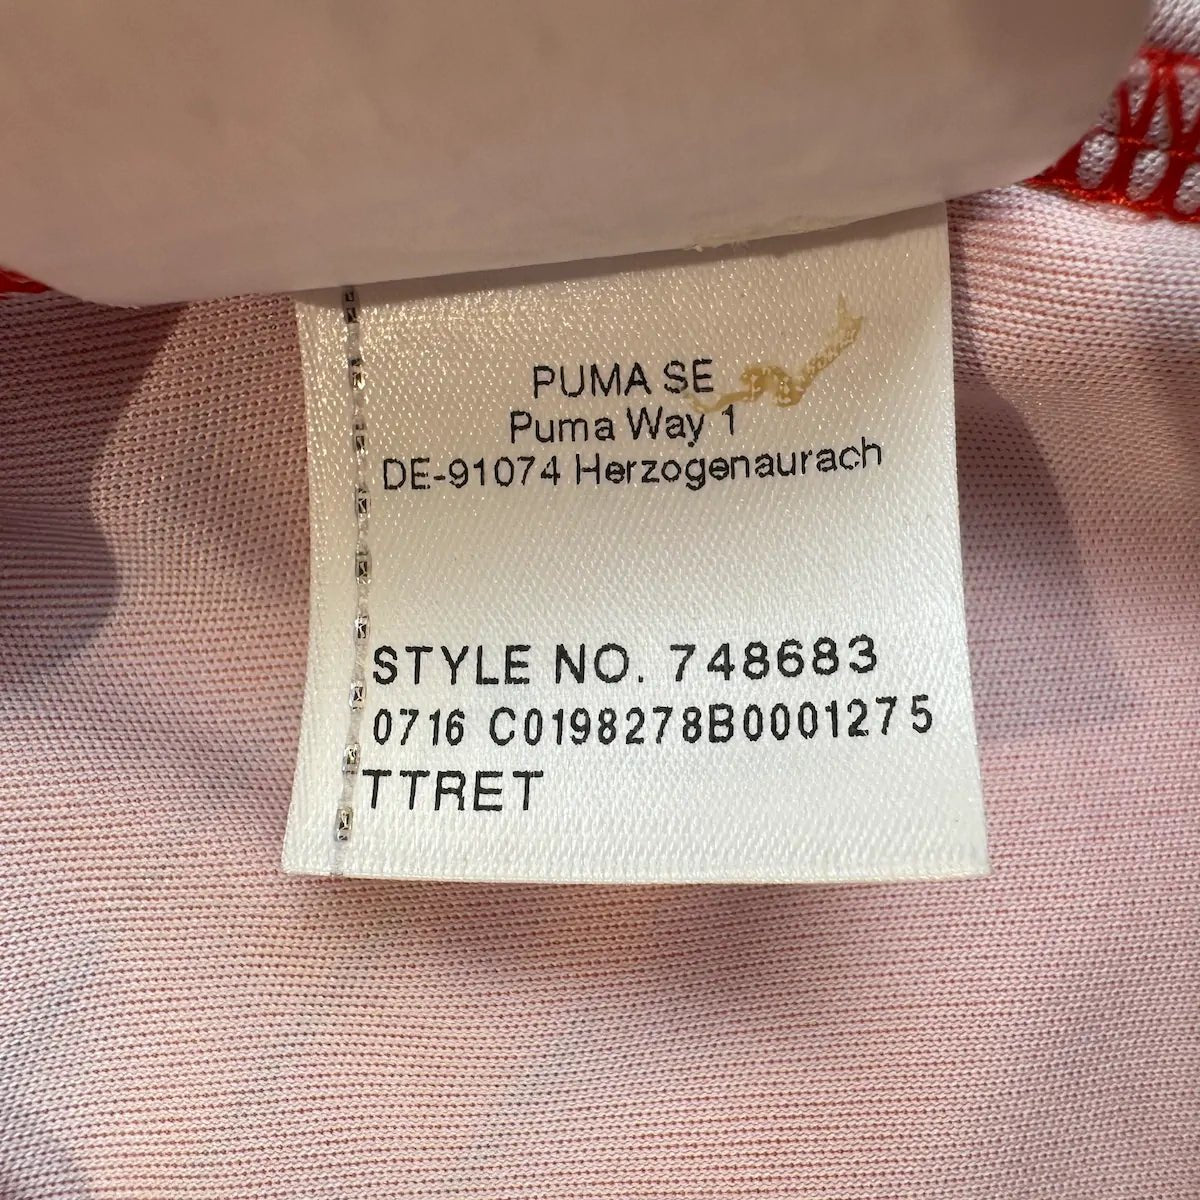 PUMA SE
Puma Way 1
DE-91074 Herzogenaurach
STYLE NO. 748683
0716 C0198278B0001275
TTRET